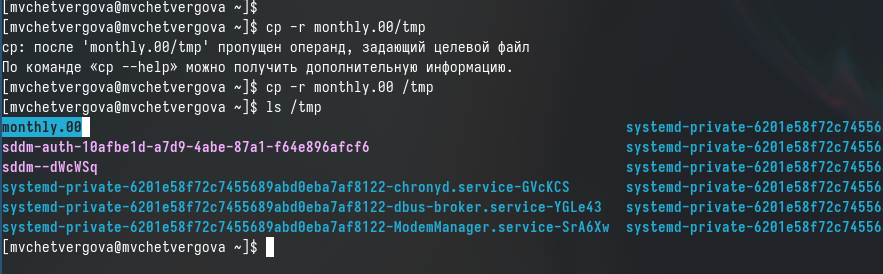 [mvchetvergova@mvchetvergova ~]$
[mvchetvergova@mvchetvergova ~]$ cp -r monthly.00/tmp
cp: после 'monthly.00/tmp' пропущен операнд, задающий целевой файл
По команде «cp --help» можно получить дополнительную информацию.
[mvchetvergova@mvchetvergova ~]$ cp -r monthly.00 /tmp
[mvchetvergova@mvchetvergova ~]$ ls /tmp
monthly.00 systemd-private-6201e58f72c74556
sddm-auth-10afbe1d-a7d9-4abe-87a1-f64e896afcf6 systemd-private-6201e58f72c74556
sddm--dWcWSq systemd-private-6201e58f72c74556
systemd-private-6201e58f72c7455689abd0eba7af8122-chronyd.service-GVcKCS systemd-private-6201e58f72c74556
systemd-private-6201e58f72c7455689abd0eba7af8122-dbus-broker.service-YGLe43 systemd-private-6201e58f72c74556
systemd-private-6201e58f72c7455689abd0eba7af8122-ModemManager.service-SrA6Xw systemd-private-6201e58f72c74556
[mvchetvergova@mvchetvergova ~]$